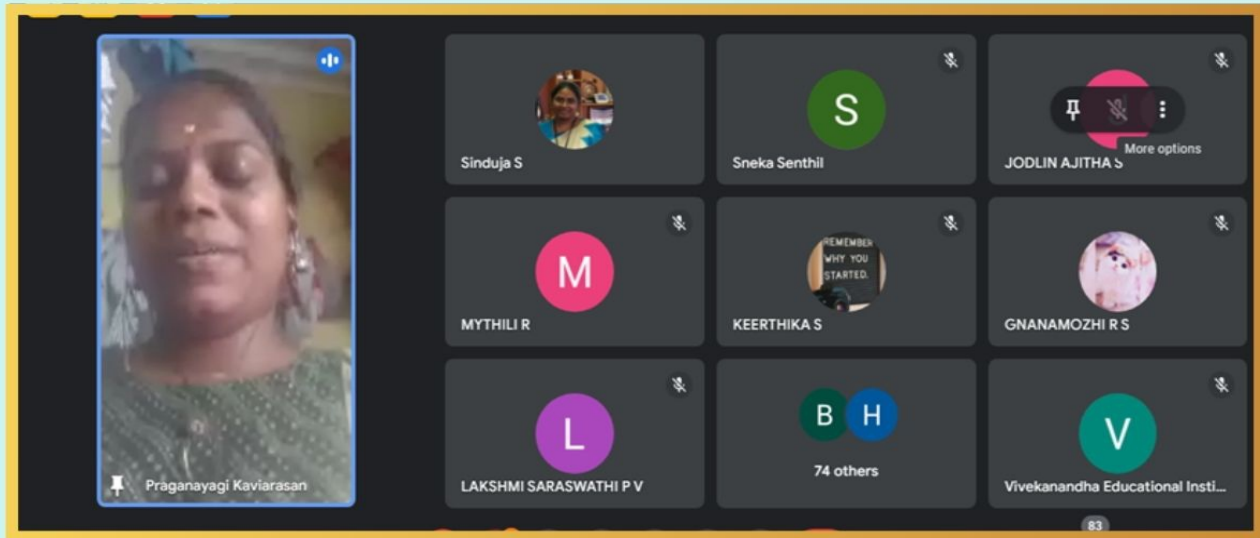 Sinduja S
S
Sneka Senthil
JODLIN AJITHA S
More options
M
MYTHILI R
REMEMBER
WHY YOU
STARTED.
KEERTHIKA S
GNANAMOZHI R S
Praganayagi Kaviarasan
L
LAKSHMI SARASWATHI P V
B H
74 others
V
Vivekanandha Educational Insti...
83